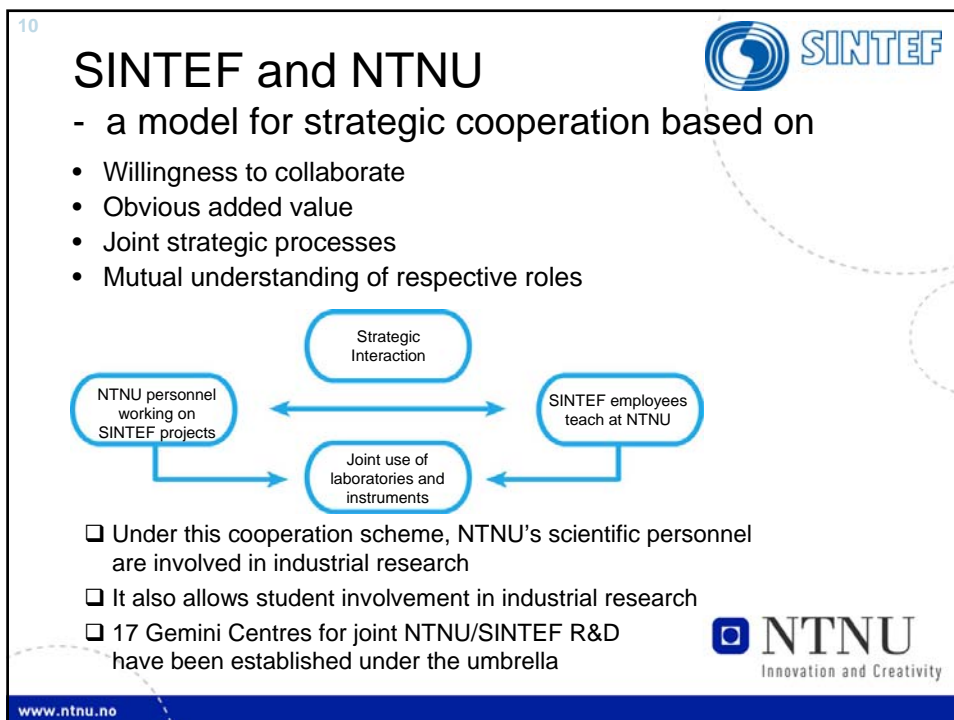 10
SINTEF
SINTEF and NTNU
- a model for strategic cooperation based on
• Willingness to collaborate
• Obvious added value
• Joint strategic processes
• Mutual understanding of respective roles
Strategic
Interaction
NTNU personnel
working on
SINTEF projects
SINTEF employees
teach at NTNU
Joint use of
laboratories and
instruments
❑ Under this cooperation scheme, NTNU's scientific personnel
are involved in industrial research
❑ It also allows student involvement in industrial research
❑ 17 Gemini Centres for joint NTNU/SINTEF R&D
have been established under the umbrella
NTNU
Innovation and Creativity
www.ntnu.no